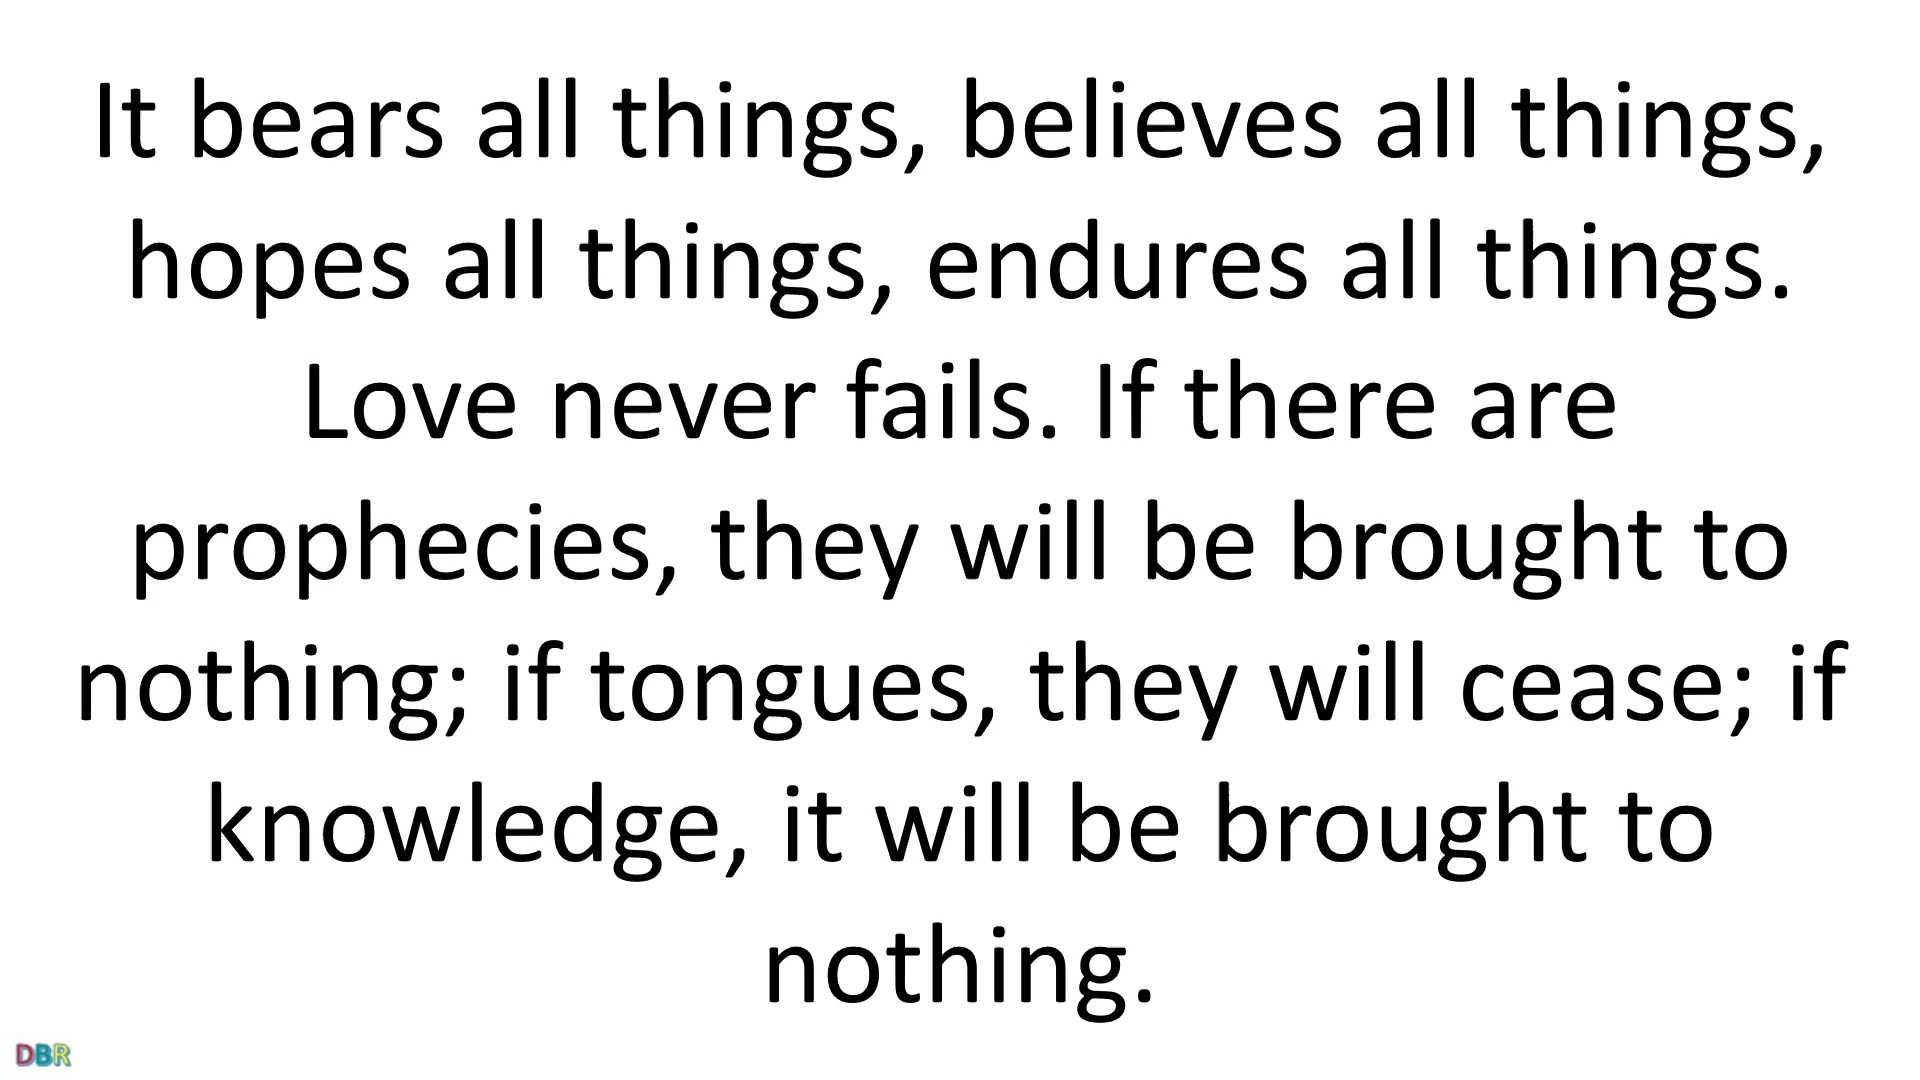 It bears all things, believes all things,
hopes all things, endures all things.
Love never fails. If there are
prophecies, they will be brought to
nothing; if tongues, they will cease; if
knowledge, it will be brought to
nothing.
DBR